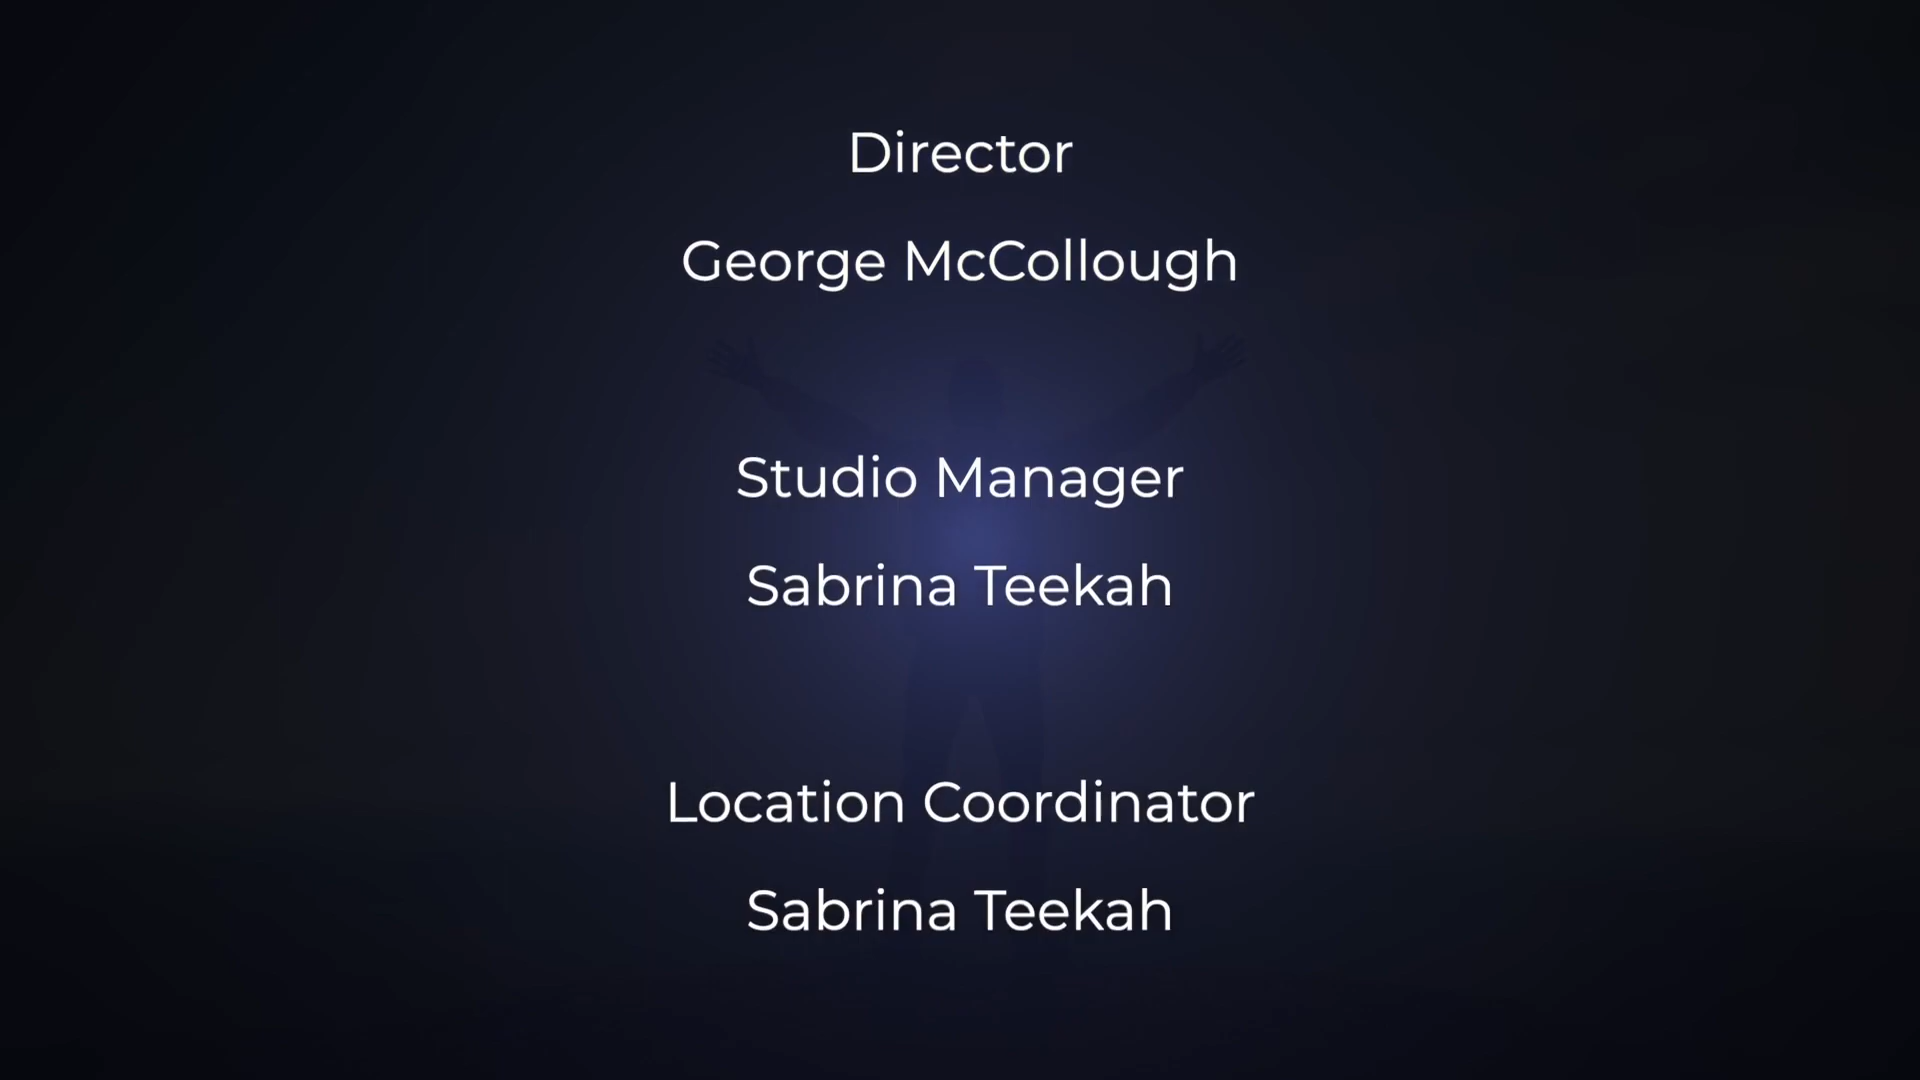 Director
George McCollough
Studio Manager
Sabrina Teekah
Location Coordinator
Sabrina Teekah